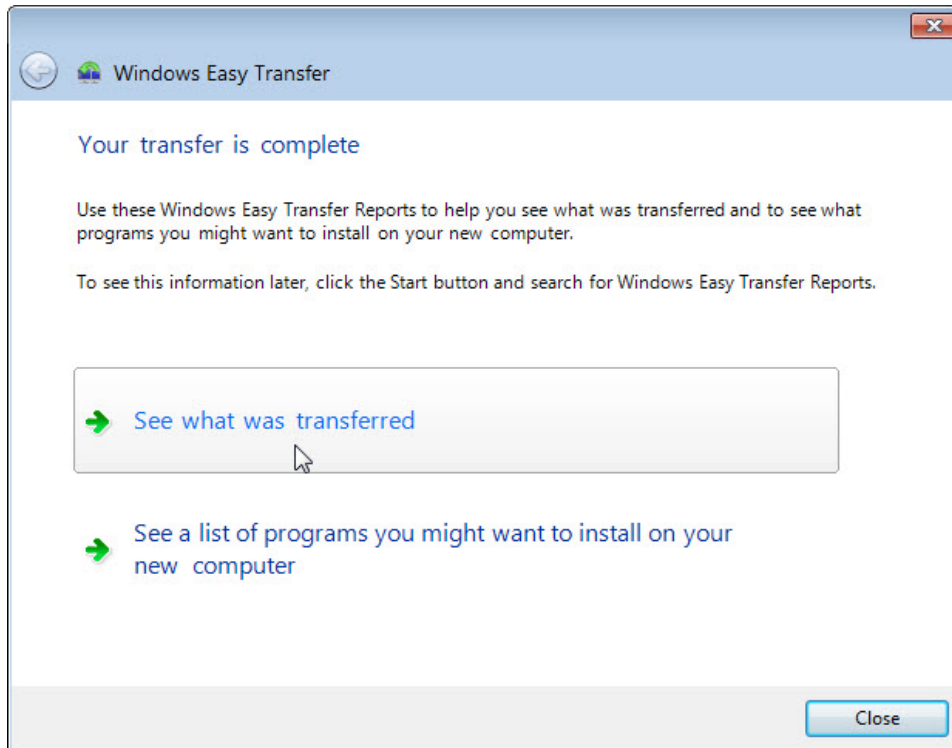 Windows Easy Transfer
Your transfer is complete
Use these Windows Easy Transfer Reports to help you see what was transferred and to see what
programs you might want to install on your new computer.
To see this information later, click the Start button and search for Windows Easy Transfer Reports.
See what was transferred
See a list of programs you might want to install on your
new computer
Close